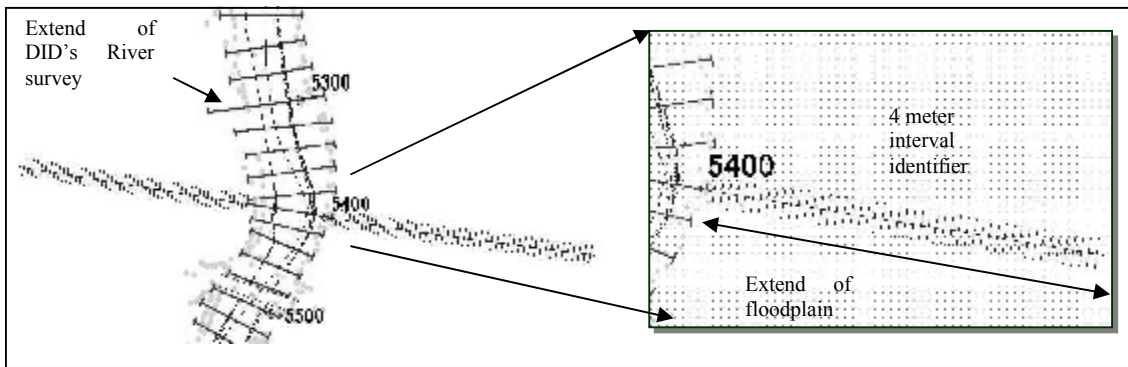 Extend of
DID's River
survey
5300
5400
5500
4 meter
interval
identifier
5400
Extend of
floodplain